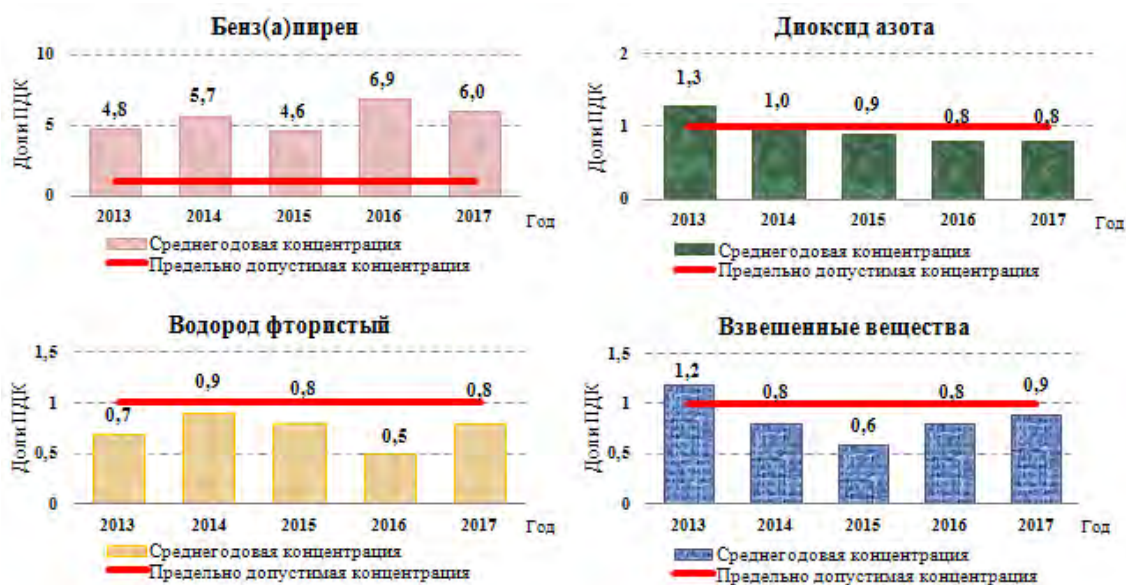 Бенз(а)пирен
Доли ПДК
10
5
0
4,8
5,7
4,6
6,9
6,0
2013 2014 2015 2016 2017 Год
Среднегодовая концентрация
Предельно допустимая концентрация
Диоксид азота
Доли ПДК
2
1
0
1,3
1,0
0,9
0,8
0,8
2013 2014 2015 2016 2017 Год
Среднегодовая концентрация
Предельно допустимая концентрация
Водород фтористый
Доли ПДК
1,5
1
0,5
0
0,7
0,9
0,8
0,5
0,8
2013 2014 2015 2016 2017 Год
Среднегодовая концентрация
Предельно допустимая концентрация
Взвешенные вещества
Доли ПДК
1,5
1
0,5
0
1,2
0,8
0,6
0,8
0,9
2013 2014 2015 2016 2017 Год
Среднегодовая концентрация
Предельно допустимая концентрация